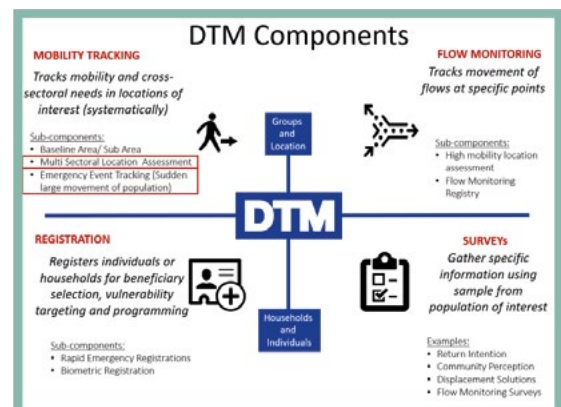 DTM Components
MOBILITY TRACKING
Tracks mobility and cross-
sectoral needs in locations of
interest (systematically)
Sub-components:
• Baseline Area/ Sub Area
• Multi Sectoral Location Assessment
• Emergency Event Tracking (Sudden
large movement of population)
Groups
and
Location
FLOW MONITORING
Tracks movement of
flows at specific points
Sub-components:
• High mobility location
assessment
• Flow Monitoring
Registry
DTM
REGISTRATION
Registers individuals or
households for beneficiary
selection, vulnerability
targeting and programming
Sub-components:
• Rapid Emergency Registrations
• Biometric Registration
Households
and
Individuals
SURVEYs
Gather specific
information using
sample from
population of interest
Examples:
• Return Intention
• Community Perception
• Displacement Solutions
• Flow Monitoring Surveys